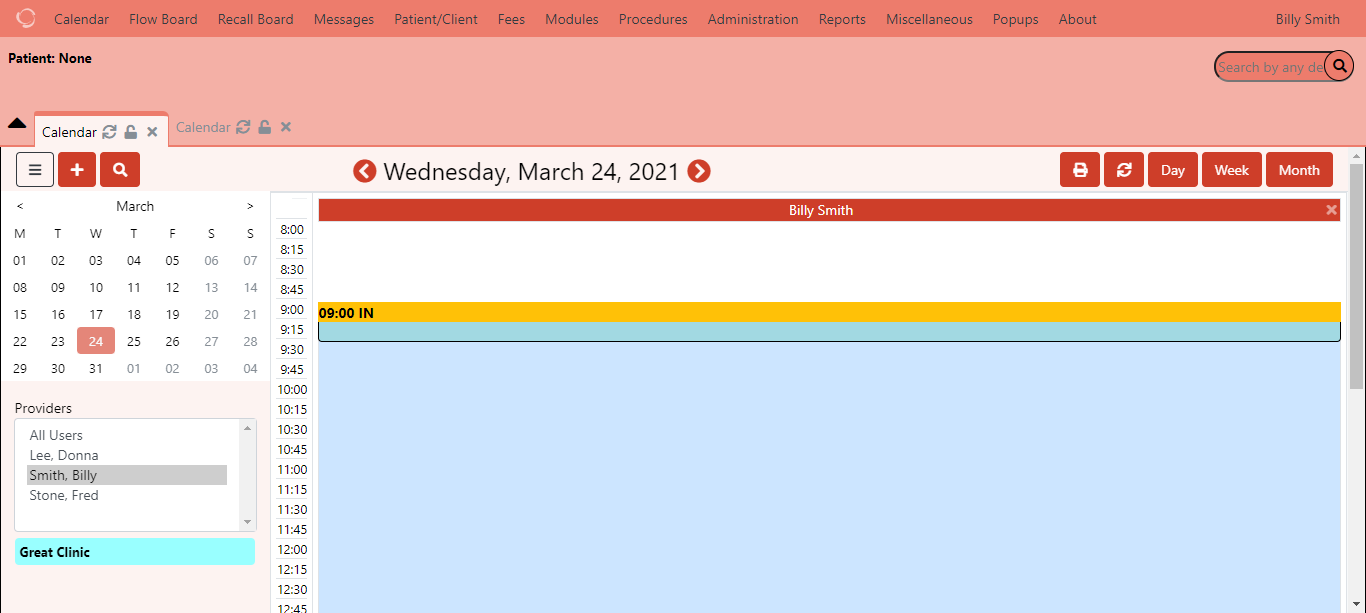 Calendar Flow Board Recall Board Messages Patient/Client Fees Modules Procedures Administration Reports Miscellaneous Popups About Billy Smith
Patient: None
Search by any de
Calendar Calendar
Wednesday, March 24, 2021
Day Week Month
< March >
M T W T F S S
01 02 03 04 05 06 07
08 09 10 11 12 13 14
15 16 17 18 19 20 21
22 23 24 25 26 27 28
29 30 31 01 02 03 04
Providers
All Users
Lee, Donna
Smith, Billy
Stone, Fred
Great Clinic
Billy Smith
8:00
8:15
8:30
8:45
9:00
09:00 IN
9:15
9:30
9:45
10:00
10:15
10:30
10:45
11:00
11:15
11:30
11:45
12:00
12:15
12:30
12:45